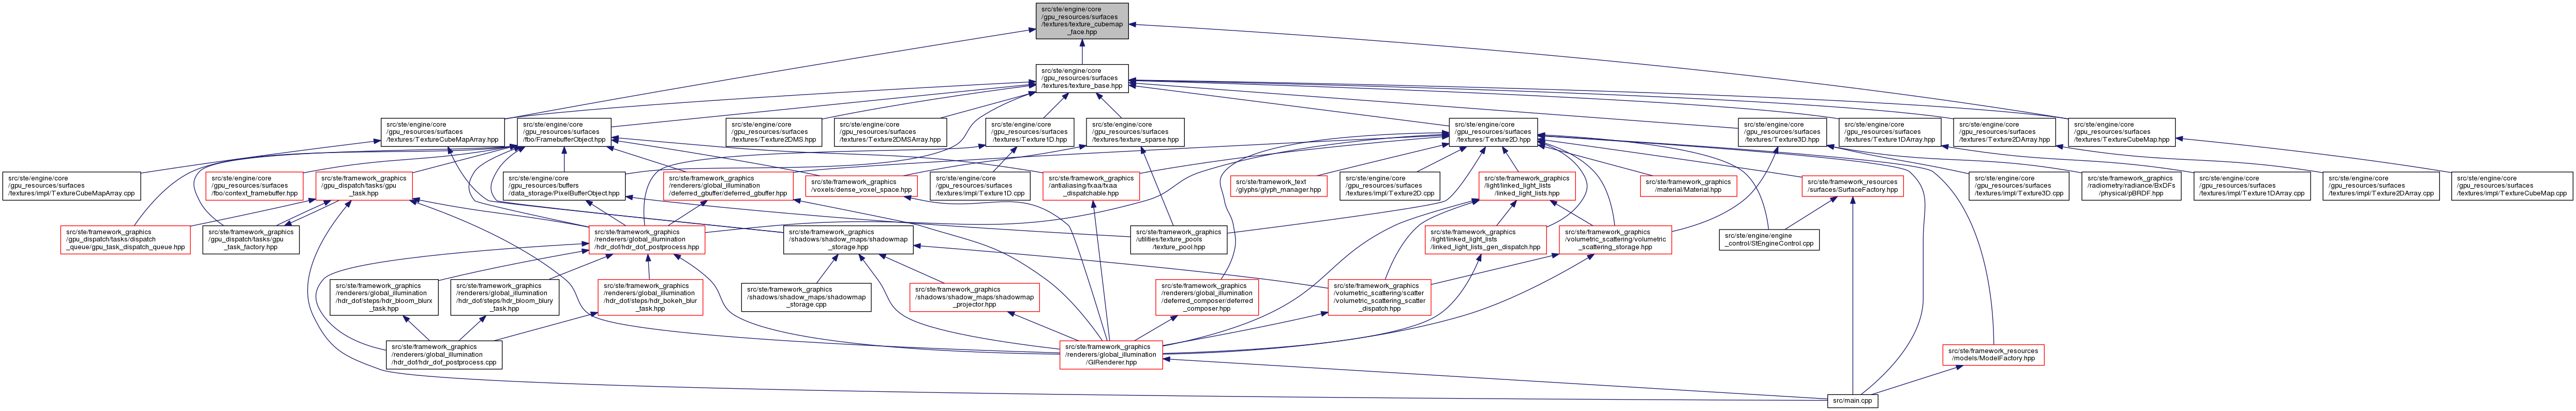 src/ste/engine/core
/gpu_resources/surfaces
/textures/texture_cubemap
_face.hpp
src/ste/engine/core
/gpu_resources/surfaces
/textures/texture_base.hpp
src/ste/engine/core
/gpu_resources/surfaces
/textures/TextureCubeMapArray.hpp
src/ste/engine/core
/gpu_resources/surfaces
/fbo/FramebufferObject.hpp
src/ste/engine/core
/gpu_resources/surfaces
/textures/Texture2DMS.hpp
src/ste/engine/core
/gpu_resources/surfaces
/textures/Texture2DMSArray.hpp
src/ste/engine/core
/gpu_resources/surfaces
/textures/Texture1D.hpp
src/ste/engine/core
/gpu_resources/surfaces
/textures/texture_sparse.hpp
src/ste/engine/core
/gpu_resources/surfaces
/textures/Texture2D.hpp
src/ste/engine/core
/gpu_resources/surfaces
/textures/Texture3D.hpp
src/ste/engine/core
/gpu_resources/surfaces
/textures/Texture1DArray.hpp
src/ste/engine/core
/gpu_resources/surfaces
/textures/Texture2DArray.hpp
src/ste/engine/core
/gpu_resources/surfaces
/textures/TextureCubeMap.hpp
src/ste/engine/core
/gpu_resources/surfaces
/textures/impl/TextureCubeMapArray.cpp
src/ste/engine/core
/gpu_resources/surfaces
/fbo/context_framebuffer.hpp
src/ste/framework_graphics
/gpu_dispatch/tasks/gpu
_task.hpp
src/ste/engine/core
/gpu_resources/buffers
/data_storage/PixelBufferObject.hpp
src/ste/framework_graphics
/renderers/global_illumination
/deferred_gbuffer/deferred_gbuffer.hpp
src/ste/framework_graphics
/voxels/dense_voxel_space.hpp
src/ste/engine/core
/gpu_resources/surfaces
/textures/impl/Texture1D.cpp
src/ste/framework_graphics
/antialiasing/fxaa/fxaa
_dispatchable.hpp
src/ste/framework_text
/glyphs/glyph_manager.hpp
src/ste/engine/core
/gpu_resources/surfaces
/textures/impl/Texture2D.cpp
src/ste/framework_graphics
/light/linked_light_lists
/linked_light_lists.hpp
src/ste/framework_graphics
/material/Material.hpp
src/ste/framework_resources
/surfaces/SurfaceFactory.hpp
src/ste/engine/core
/gpu_resources/surfaces
/textures/impl/Texture3D.cpp
src/ste/framework_graphics
/radiometry/radiance/BxDFs
/physical/pBRDF.hpp
src/ste/engine/core
/gpu_resources/surfaces
/textures/impl/Texture1DArray.cpp
src/ste/engine/core
/gpu_resources/surfaces
/textures/impl/Texture2DArray.cpp
src/ste/engine/core
/gpu_resources/surfaces
/textures/impl/TextureCubeMap.cpp
src/ste/framework_graphics
/gpu_dispatch/tasks/dispatch
_queue/gpu_task_dispatch_queue.hpp
src/ste/framework_graphics
/gpu_dispatch/tasks/gpu
_task_factory.hpp
src/ste/framework_graphics
/renderers/global_illumination
/hdr_dof/hdr_dof_postprocess.hpp
src/ste/framework_graphics
/shadows/shadow_maps/shadowmap
_storage.hpp
src/ste/framework_graphics
/utilities/texture_pools
/texture_pool.hpp
src/ste/framework_graphics
/light/linked_light_lists
/linked_light_lists_gen_dispatch.hpp
src/ste/framework_graphics
/volumetric_scattering/volumetric
_scattering_storage.hpp
src/ste/engine/engine
_control/StEngineControl.cpp
src/ste/framework_graphics
/renderers/global_illumination
/hdr_dof/steps/hdr_bloom_blurx
_task.hpp
src/ste/framework_graphics
/renderers/global_illumination
/hdr_dof/steps/hdr_bloom_blury
_task.hpp
src/ste/framework_graphics
/renderers/global_illumination
/hdr_dof/steps/hdr_bokeh_blur
_task.hpp
src/ste/framework_graphics
/shadows/shadow_maps/shadowmap
_storage.cpp
src/ste/framework_graphics
/shadows/shadow_maps/shadowmap
_projector.hpp
src/ste/framework_graphics
/renderers/global_illumination
/deferred_composer/deferred
_composer.hpp
src/ste/framework_graphics
/volumetric_scattering/scatter
/volumetric_scattering_scatter
_dispatch.hpp
src/ste/framework_graphics
/renderers/global_illumination
/hdr_dof/hdr_dof_postprocess.cpp
src/ste/framework_graphics
/renderers/global_illumination
/GIRenderer.hpp
src/ste/framework_resources
/models/ModelFactory.hpp
src/main.cpp